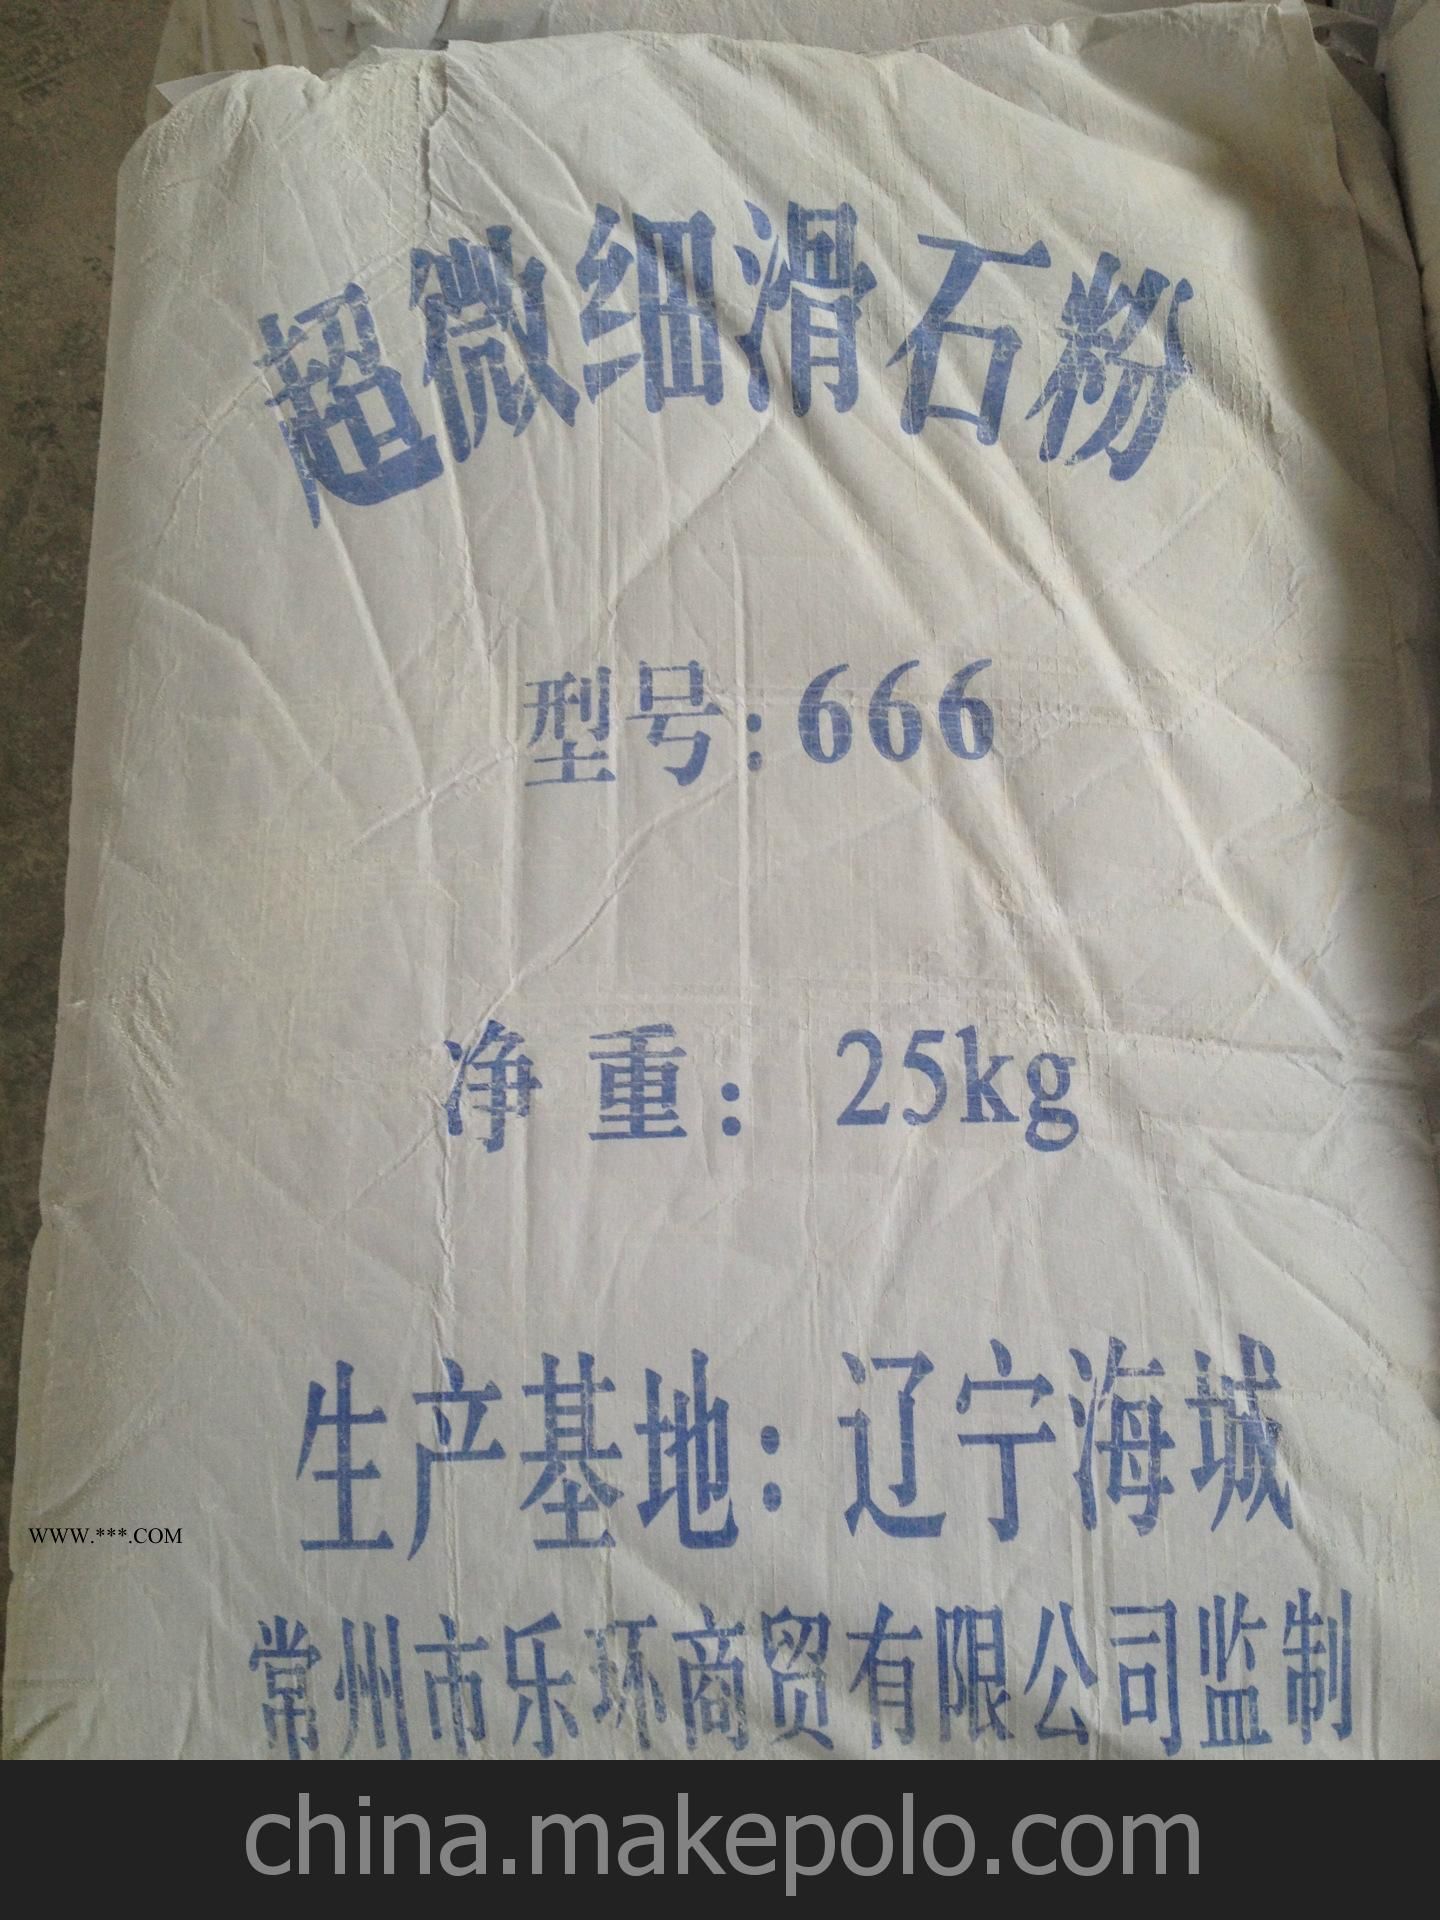 超微细滑石粉
型号:666
净重: 25kg
生产基地:辽宁海城
WWW.***.COM
常州市乐环商贸有限公司监制
china.makepolo.com